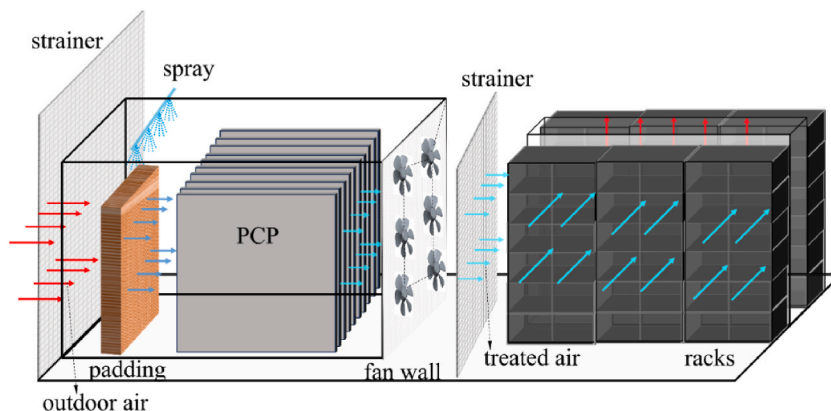 strainer
spray
strainer
PCP
padding
fan wall
treated air
racks
outdoor air